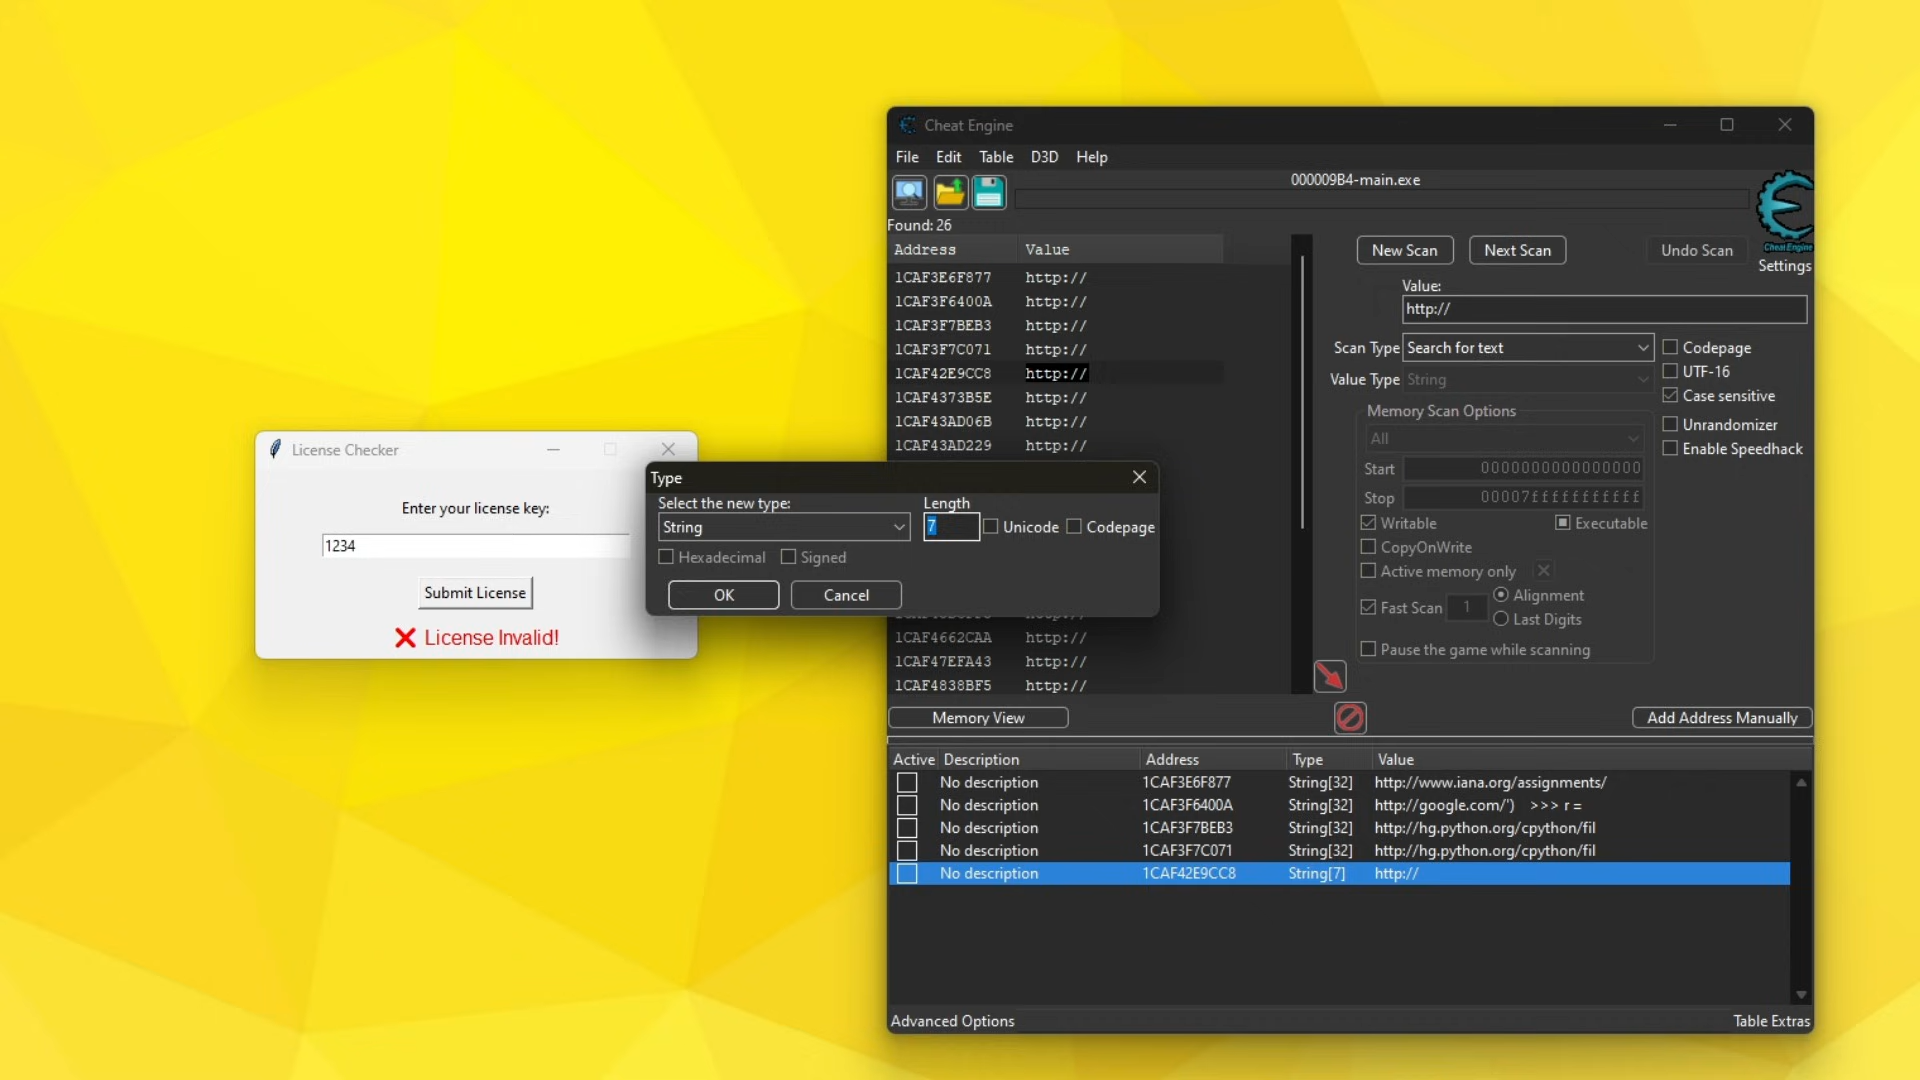 Cheat Engine
File Edit Table D3D Help
000009B4-main.exe
Found: 26
Address Value
1CAF3E6F877 http://
1CAF3F6400A http://
1CAF3F7BEB3 http://
1CAF3F7C071 http://
1CAF42E9CC8 http://
1CAF4373B5E http://
1CAF43AD06B http://
1CAF43AD229 http://
1CAF4662CAA http://
1CAF47EFA43 http://
1CAF4838BF5 http://
New Scan Next Scan Undo Scan
Cheat Engine
Settings
Value:
http://
Scan Type Search for text
Value Type String
Codepage
UTF-16
Case sensitive
Unrandomizer
Enable Speedhack
Memory Scan Options
All
Start 0000000000000000
Stop 00007fffffffffff
Writable Executable
CopyOnWrite
Active memory only
Fast Scan 1 Alignment
Last Digits
Pause the game while scanning
Memory View
Add Address Manually
License Checker
Enter your license key:
1234
Submit License
License Invalid!
Type
Select the new type:
String
Length
7
Unicode Codepage
Hexadecimal Signed
OK Cancel
Active Description Address Type Value
No description 1CAF3E6F877 String[32] http://www.iana.org/assignments/
No description 1CAF3F6400A String[32] http://google.com/') >>> r =
No description 1CAF3F7BEB3 String[32] http://hg.python.org/cpython/fil
No description 1CAF3F7C071 String[32] http://hg.python.org/cpython/fil
No description 1CAF42E9CC8 String[7] http://
Advanced Options
Table Extras